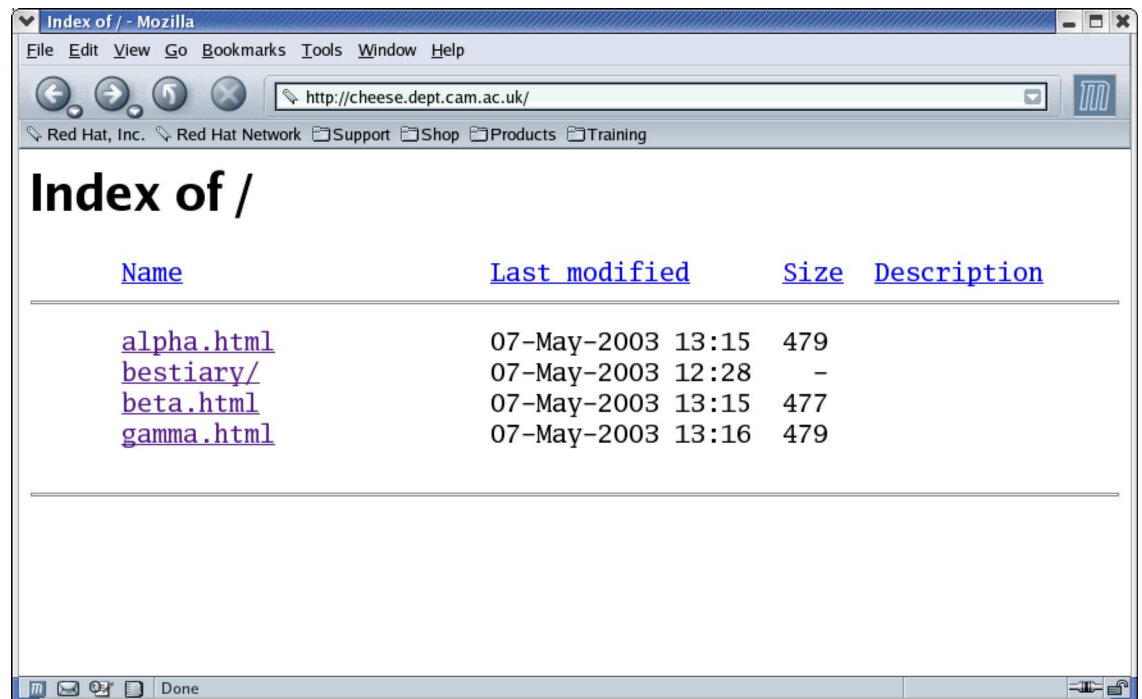 Index of / - Mozilla
File Edit View Go Bookmarks Tools Window Help
http://cheese.dept.cam.ac.uk/
Red Hat, Inc. Red Hat Network Support Shop Products Training
Index of /
Name Last modified Size Description
alpha.html 07-May-2003 13:15 479
bestiary/ 07-May-2003 12:28 -
beta.html 07-May-2003 13:15 477
gamma.html 07-May-2003 13:16 479
Done